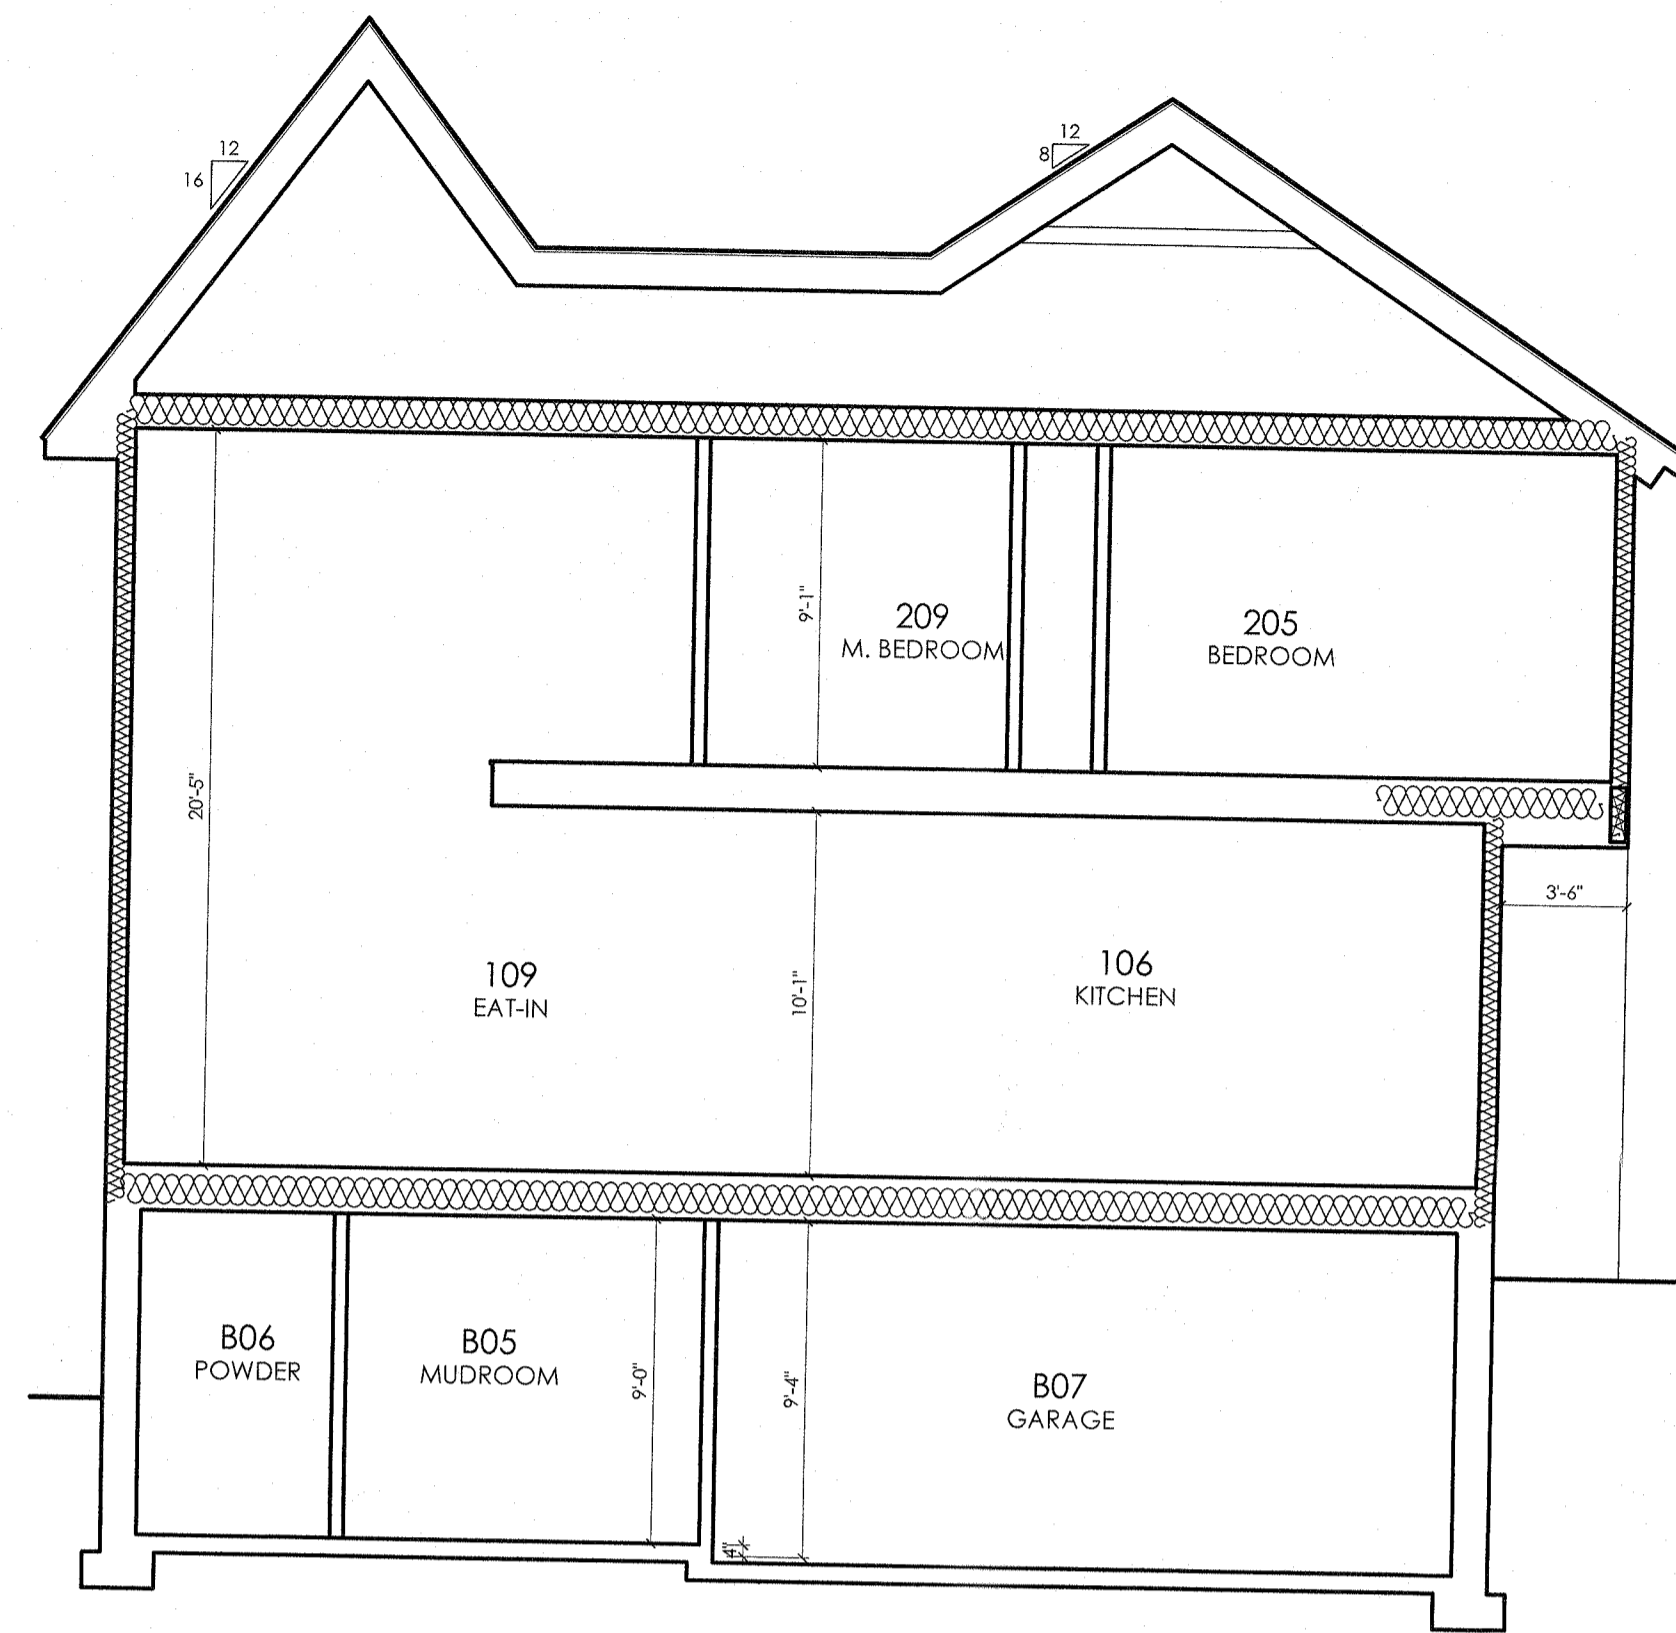 12
16
12
8
9'-1"
209
M. BEDROOM
205
BEDROOM
20'-5"
3'-6"
109
EAT-IN
10'-1"
106
KITCHEN
B06
POWDER
B05
MUDROOM
9'-0"
9'-4"
B07
GARAGE
4"